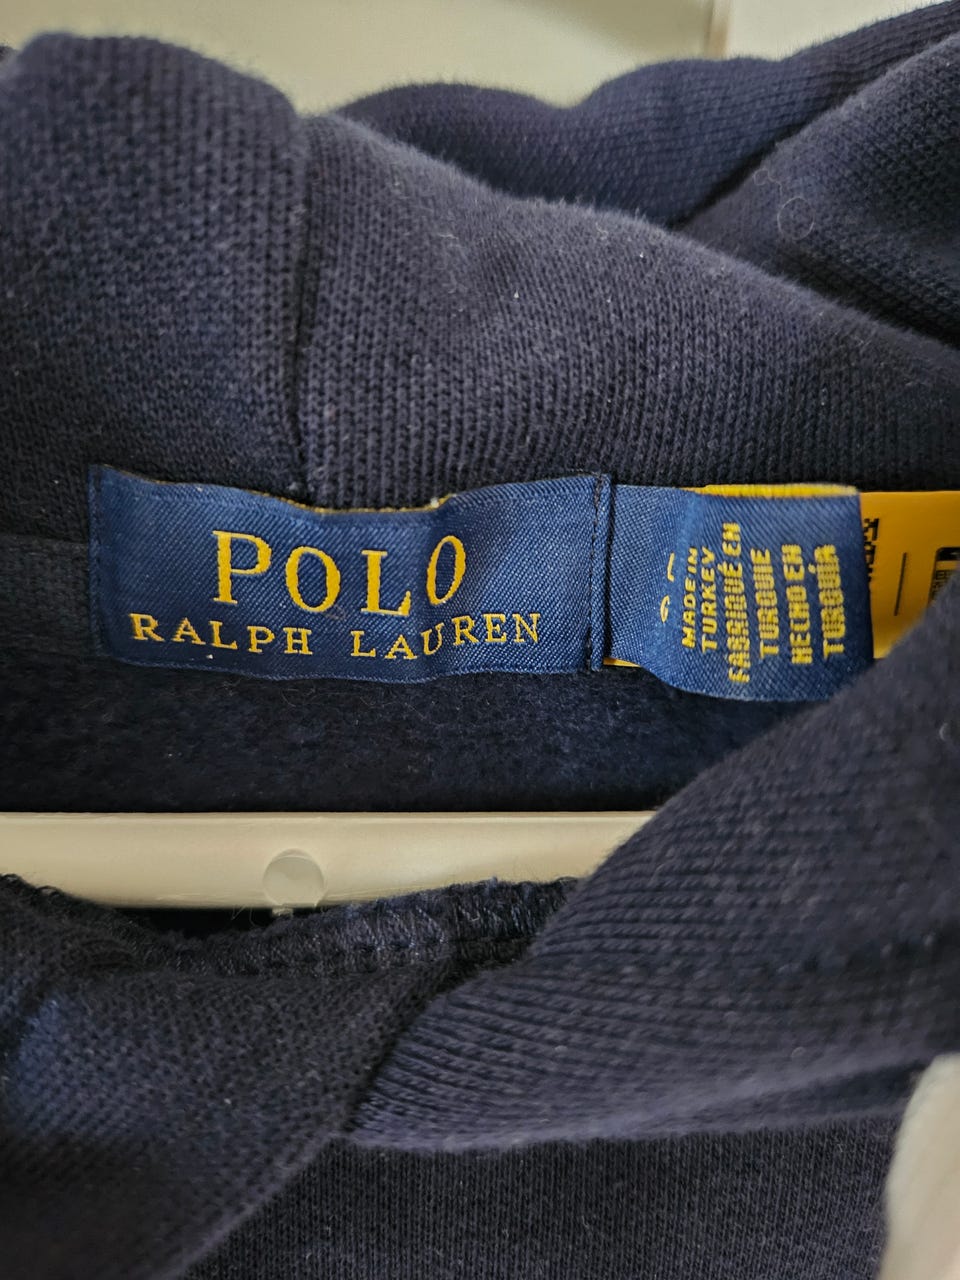 POLO
RALPH LAUREN
MADE IN
TURKEY
FABRIQUÉ EN
TURQUIE
HECHO EN
TURQUÍA